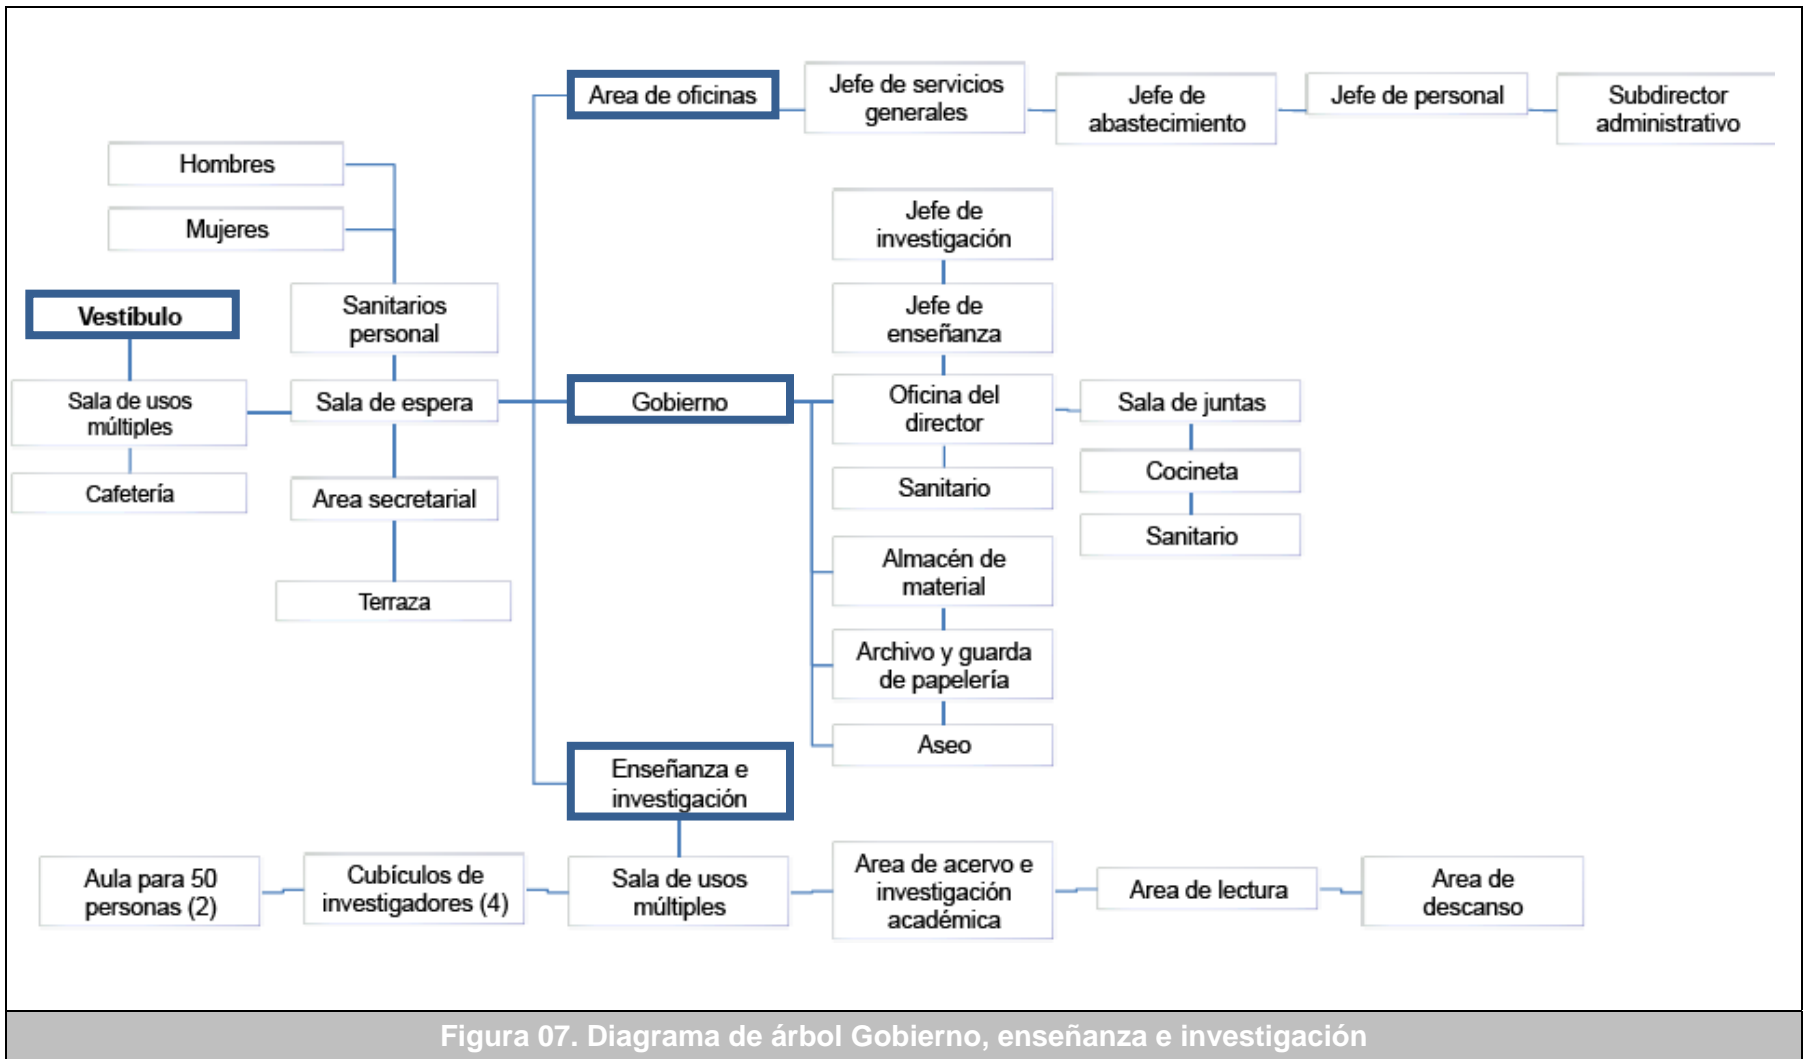 Area de oficinas
Jefe de servicios
generales
Jefe de
abastecimiento
Jefe de personal
Subdirector
administrativo
Hombres
Mujeres
Jefe de
investigación
Vestíbulo
Sanitarios
personal
Jefe de
enseñanza
Sala de usos
múltiples
Sala de espera
Gobierno
Oficina del
director
Sala de juntas
Cafetería
Area secretarial
Sanitario
Cocineta
Sanitario
Terraza
Almacén de
material
Archivo y guarda
de papelería
Aseo
Enseñanza e
investigación
Aula para 50
personas (2)
Cubículos de
investigadores (4)
Sala de usos
múltiples
Area de acervo e
investigación
académica
Area de lectura
Area de
descanso
Figura 07. Diagrama de árbol Gobierno, enseñanza e investigación